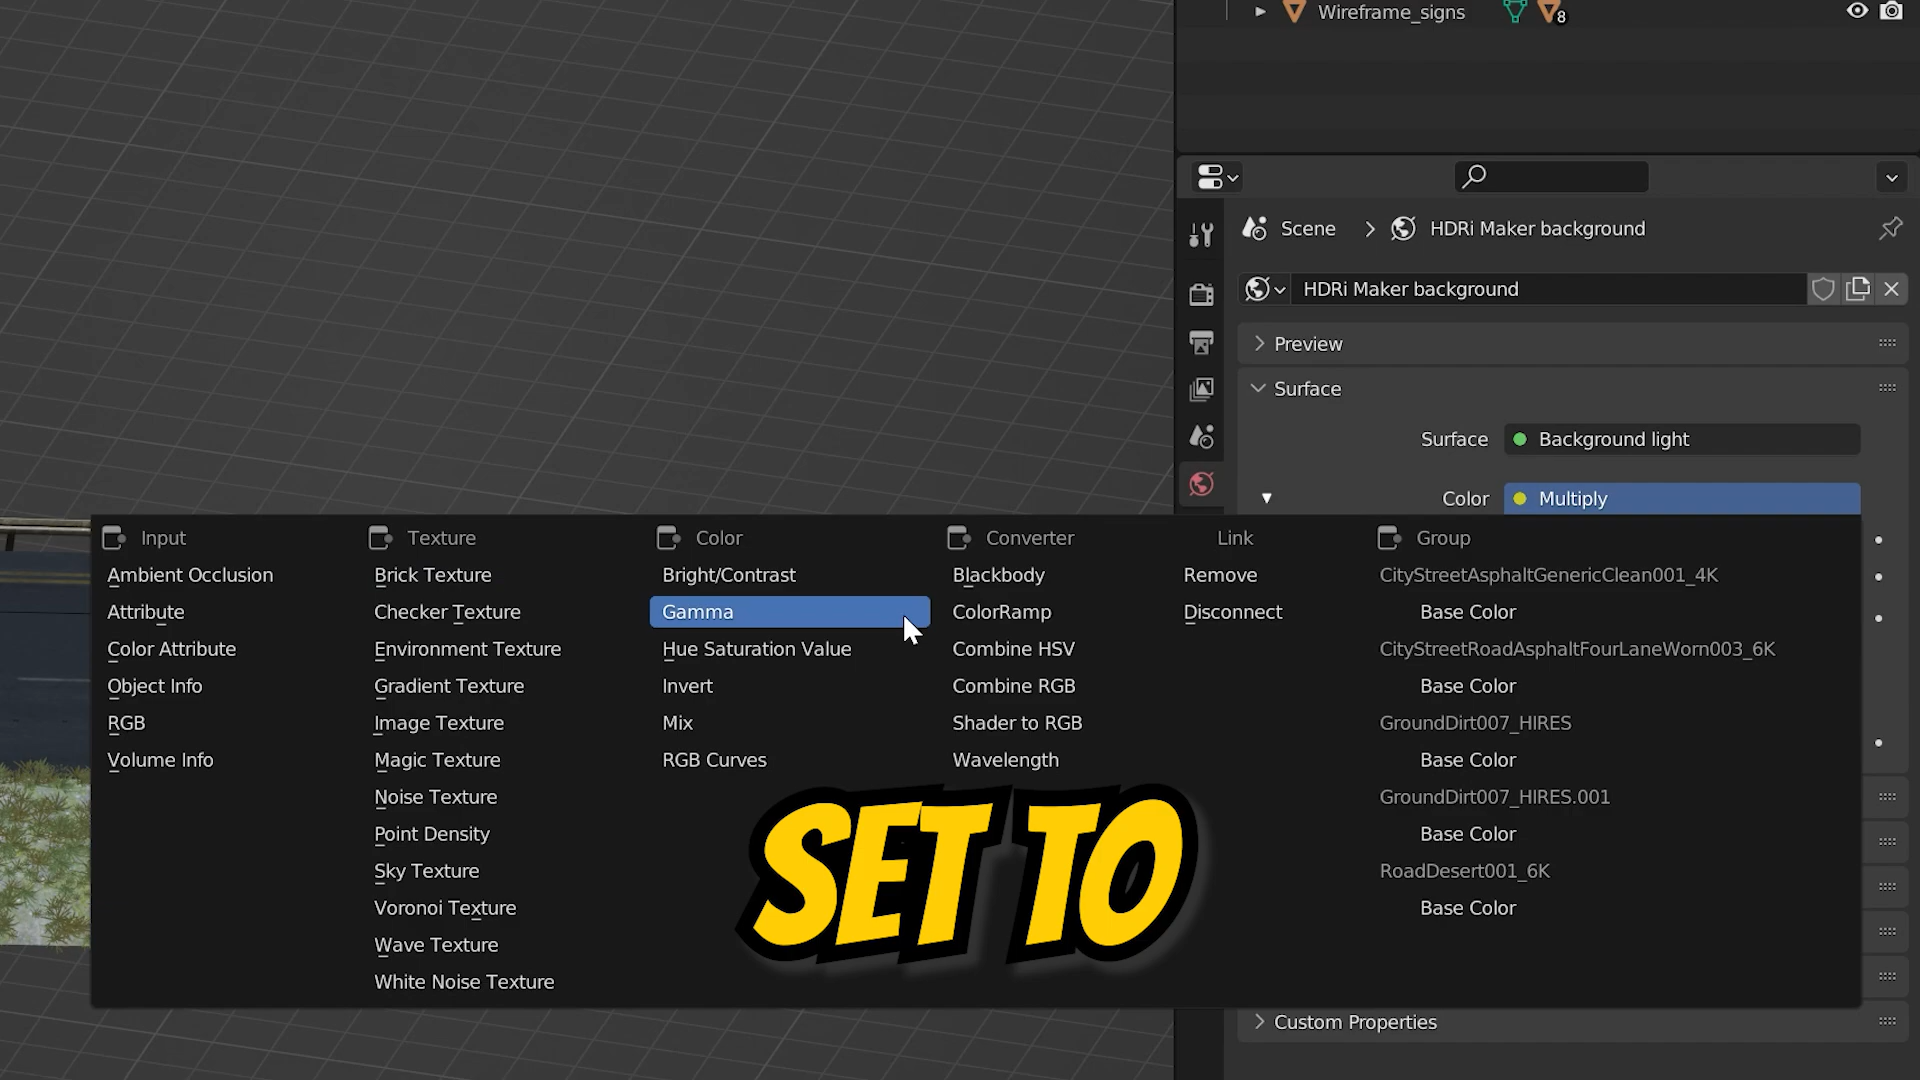 Wireframe_signs
8
Scene
HDRi Maker background
HDRi Maker background
Preview
Surface
Surface
Background light
Color
Multiply
Input
Ambient Occlusion
Attribute
Color Attribute
Object Info
RGB
Volume Info
Texture
Brick Texture
Checker Texture
Environment Texture
Gradient Texture
Image Texture
Magic Texture
Noise Texture
Point Density
Sky Texture
Voronoi Texture
Wave Texture
White Noise Texture
Color
Bright/Contrast
Gamma
Hue Saturation Value
Invert
Mix
RGB Curves
Converter
Blackbody
ColorRamp
Combine HSV
Combine RGB
Shader to RGB
Wavelength
Link
Remove
Disconnect
Group
CityStreetAsphaltGenericClean001_4K
Base Color
CityStreetRoadAsphaltFourLaneWorn003_6K
Base Color
GroundDirt007_HIRES
Base Color
GroundDirt007_HIRES.001
Base Color
RoadDesert001_6K
Base Color
SET TO
Custom Properties